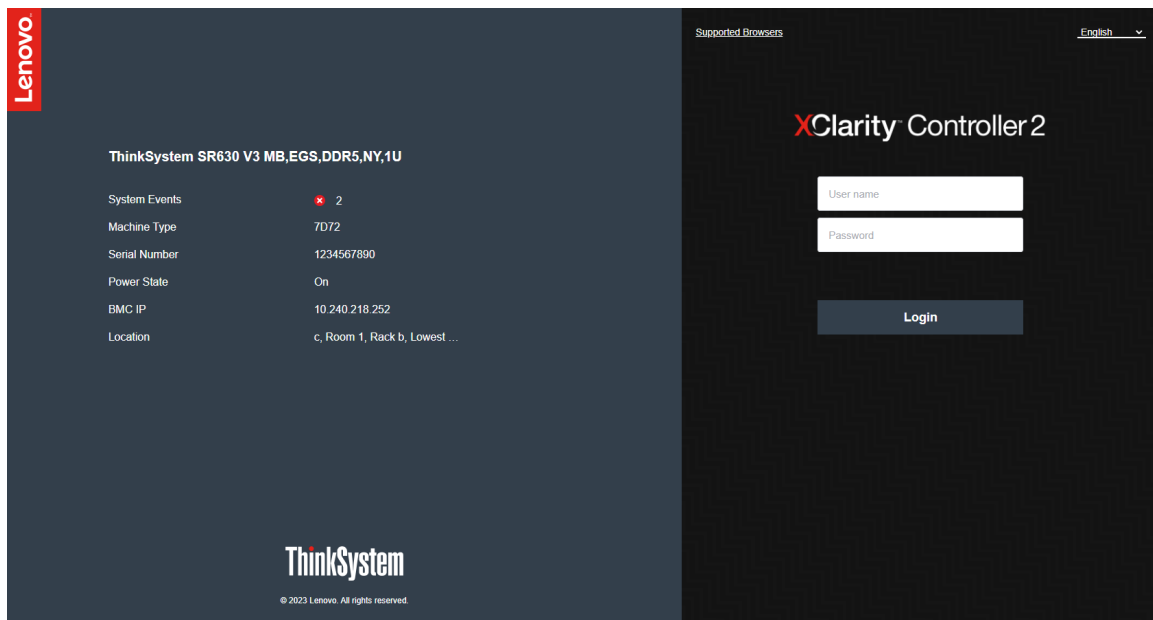 Lenovo.
ThinkSystem SR630 V3 MB,EGS,DDR5,NY,1U
System Events 2
Machine Type 7D72
Serial Number 1234567890
Power State On
BMC IP 10.240.218.252
Location c, Room 1, Rack b, Lowest ...
ThinkSystem
© 2023 Lenovo. All rights reserved.
Supported Browsers
English
XClarity™ Controller 2
User name
Password
Login